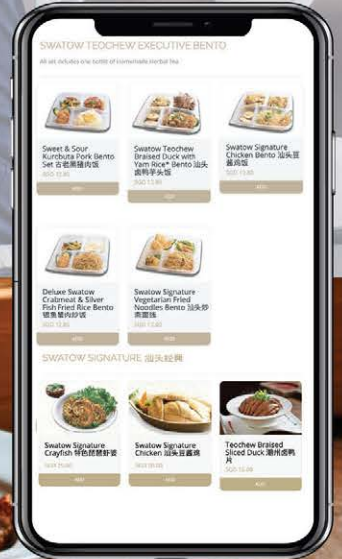 SWATOW TEOCHEW EXECUTIVE BENTO
All set includes one bottle of homemade Herbal Tea
Sweet & Sour
Kurobuta Pork Bento
Set 古老黑猪肉饭
SGD 13.80
ADD
Swatow Teochew
Braised Duck with
Yam Rice* Bento 汕头
卤鸭芋头饭
SGD 13.80
ADD
Swatow Signature
Chicken Bento 汕头豆
酱鸡饭
SGD 13.80
ADD
Deluxe Swatow
Crabmeat & Silver
Fish Fried Rice Bento
银鱼蟹肉炒饭
SGD 13.80
ADD
Swatow Signature
Vegetarian Fried
Noodles Bento 汕头炒
素面线
SGD 13.80
ADD
SWATOW SIGNATURE 汕头经典
Swatow Signature
Crayfish 特色琵琶虾婆
ADD
Swatow Signature
Chicken 汕头豆酱鸡
ADD
Teochew Braised
Sliced Duck 潮州卤鸭
片
ADD